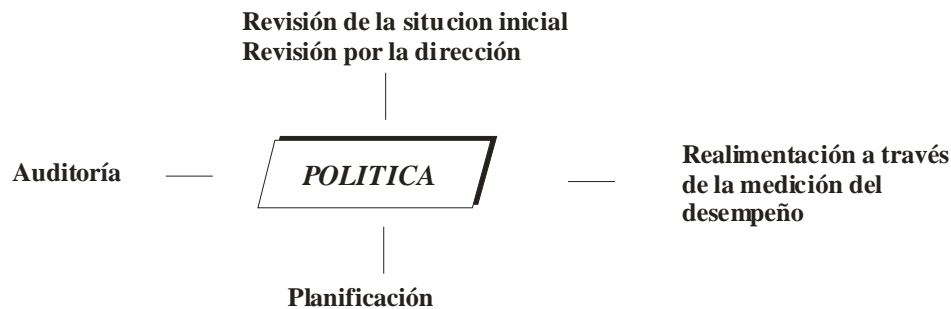 Revisión de la situcion inicial
Revisión por la dirección
Auditoría
POLITICA
Realimentación a través
de la medición del
desempeño
Planificación